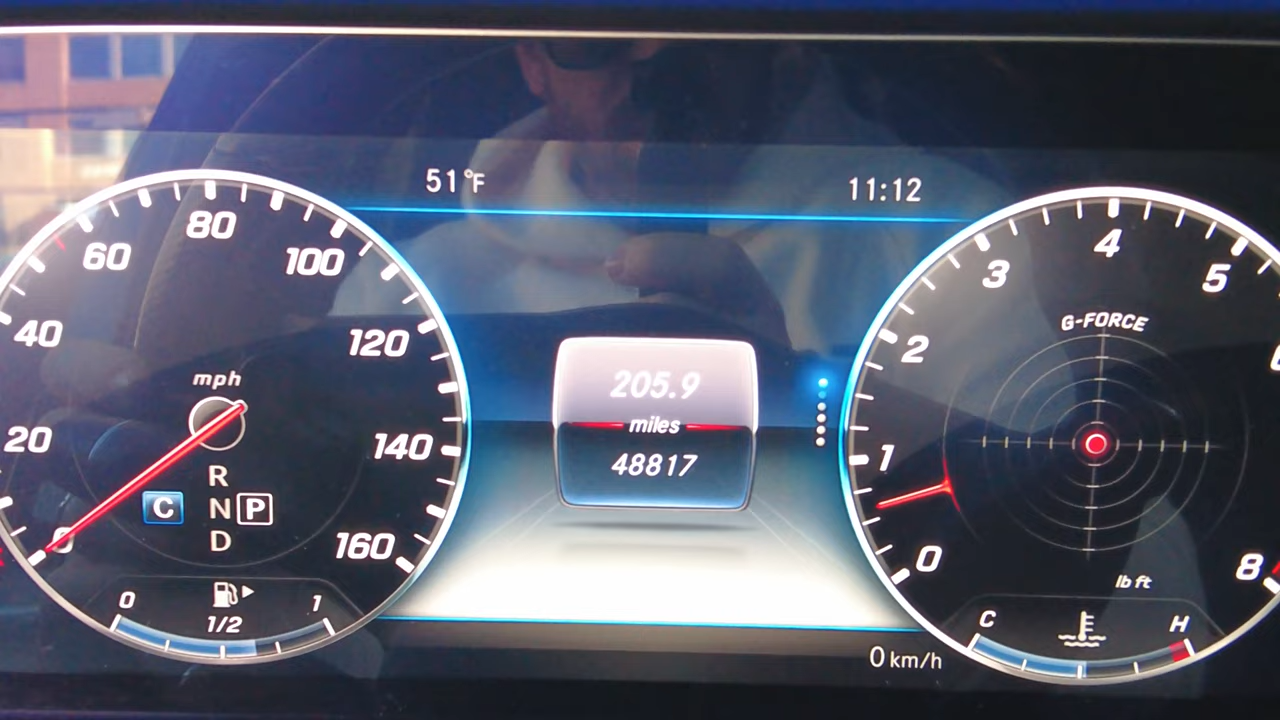 51°F
11:12
80
60
100
40
120
mph
20
140
R
C N P
D
0
160
0
1
1/2
205.9
miles
48817
4
3
5
2
G-FORCE
1
0
8
lb ft
C
H
0 km/h